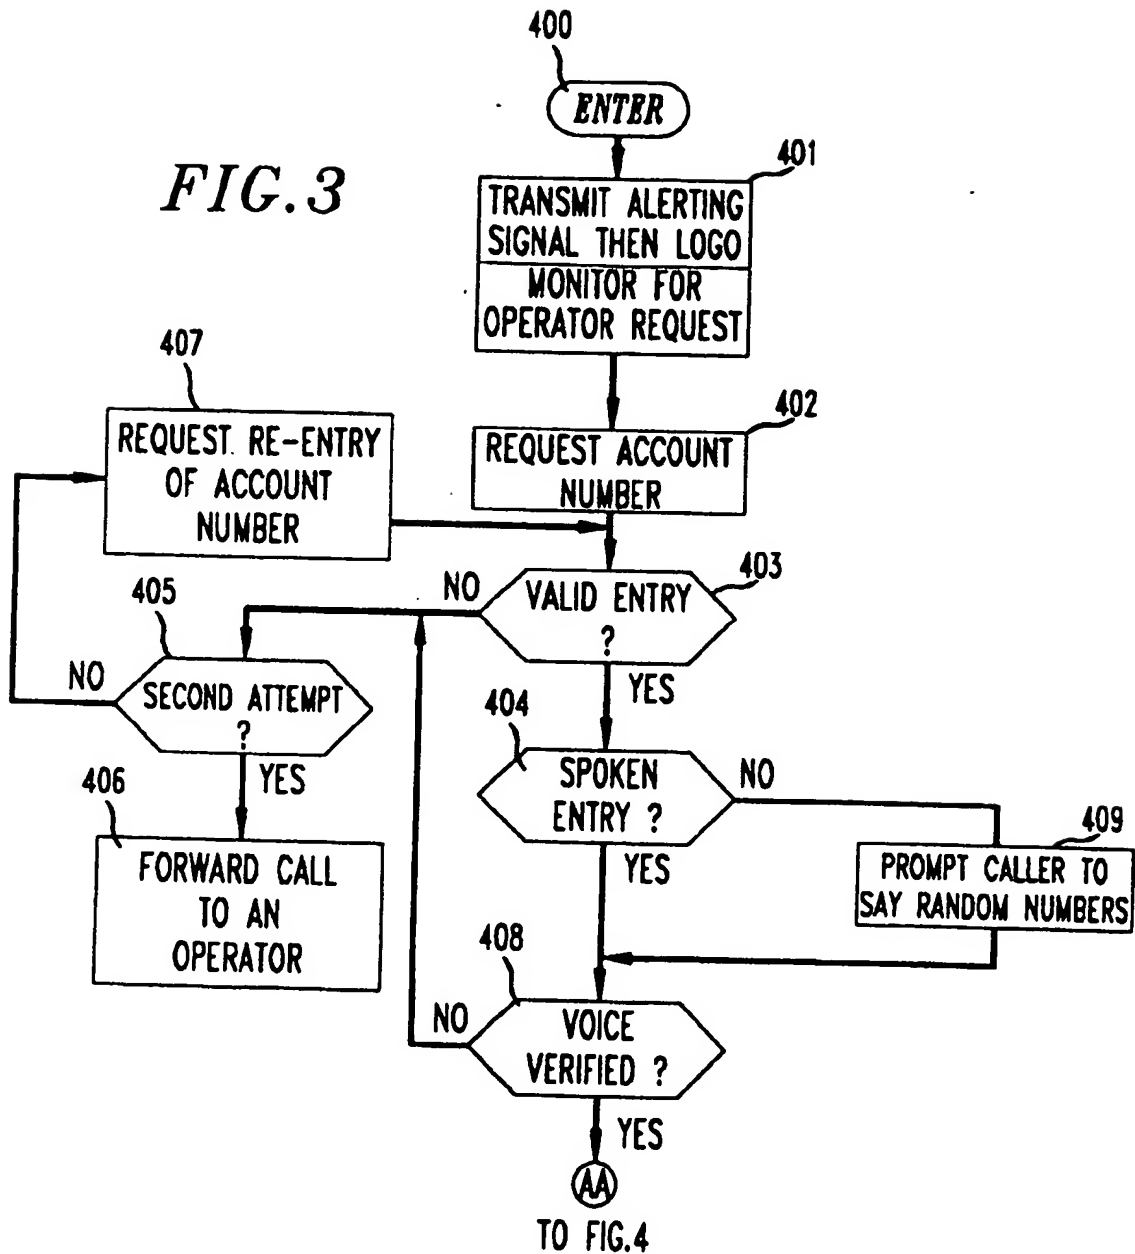 400
ENTER
FIG. 3
401
TRANSMIT ALERTING
SIGNAL THEN LOGO
MONITOR FOR
OPERATOR REQUEST
407
REQUEST RE-ENTRY
OF ACCOUNT
NUMBER
402
REQUEST ACCOUNT
NUMBER
403
VALID ENTRY
?
NO
YES
405
SECOND ATTEMPT
?
NO
YES
404
SPOKEN
ENTRY ?
NO
YES
406
FORWARD CALL
TO AN
OPERATOR
409
PROMPT CALLER TO
SAY RANDOM NUMBERS
408
VOICE
VERIFIED ?
NO
YES
AA
TO FIG.4